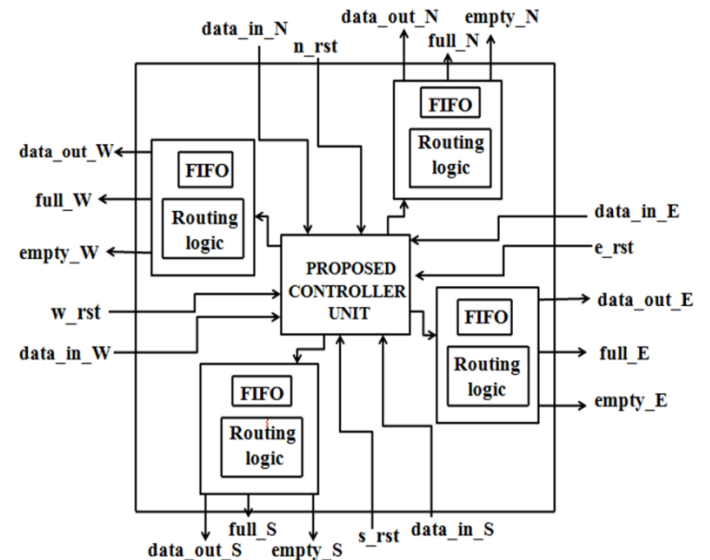 data_out_N
empty_N
data_in_N
full_N
n_rst
FIFO
Routing
logic
data_out_W
full_W
empty_W
FIFO
Routing
logic
data_in_E
e_rst
PROPOSED
CONTROLLER
UNIT
w_rst
data_in_W
FIFO
Routing
logic
data_out_E
full_E
empty_E
FIFO
Routing
logic
data_out_S
full_S
empty_S
s_rst
data_in_S